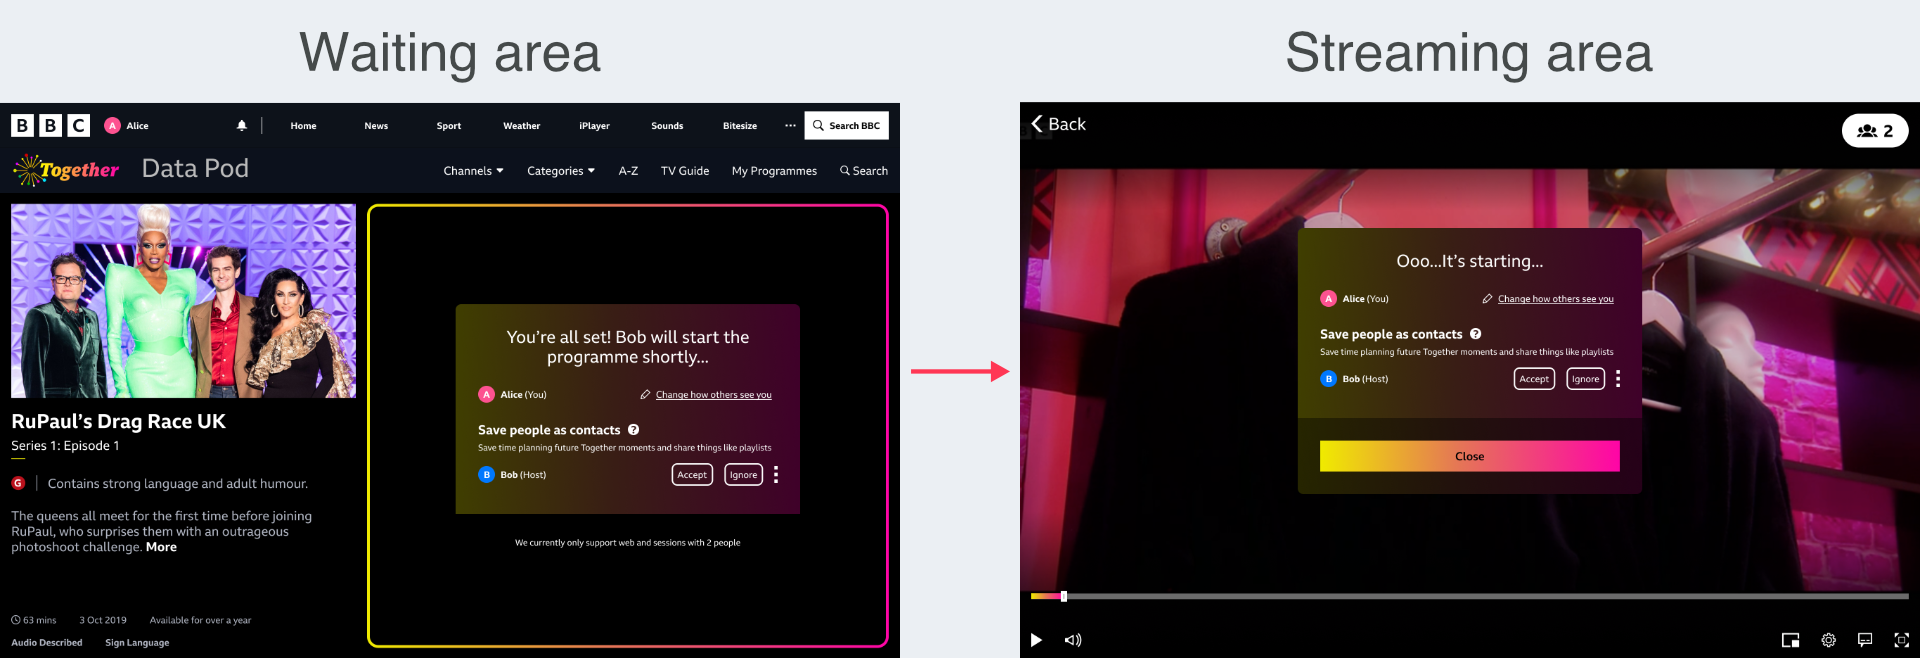 Waiting area
BBC
A Alice
Home News Sport Weather iPlayer Sounds Bitesize ... Search BBC
Together Data Pod
Channels Categories A-Z TV Guide My Programmes Search
You're all set! Bob will start the
programme shortly...
A Alice (You) Change how others see you
Save people as contacts ?
Save time planning future Together moments and share things like playlists
B Bob (Host) Accept Ignore
We currently only support web and sessions with 2 people
RuPaul's Drag Race UK
Series 1: Episode 1
G Contains strong language and adult humour.
The queens all meet for the first time before joining
RuPaul, who surprises them with an outrageous
photoshoot challenge. More
63 mins 3 Oct 2019 Available for over a year
Audio Described Sign Language
Streaming area
Back
2
Ooo...It's starting...
A Alice (You) Change how others see you
Save people as contacts ?
Save time planning future Together moments and share things like playlists
B Bob (Host) Accept Ignore
Close